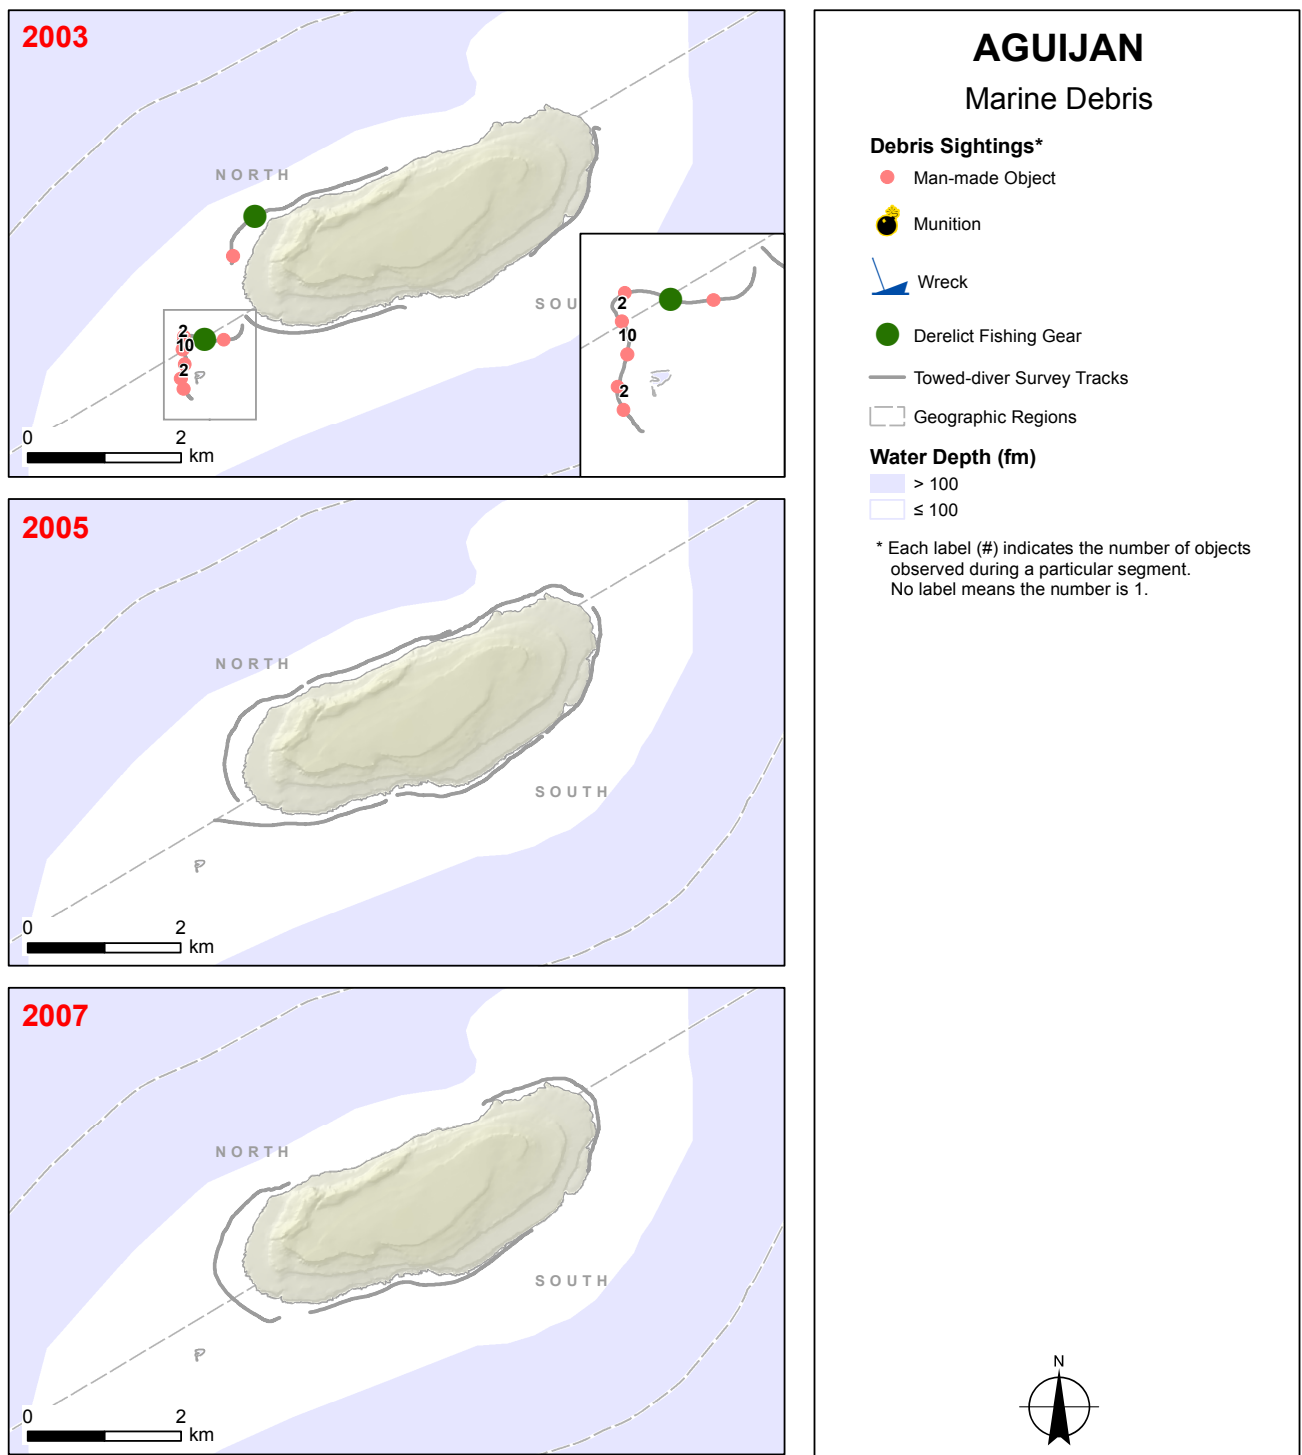 2003
NORTH
SOU
2
10
2
2
10
2
0 2
km
2005
NORTH
SOUTH
0 2
km
2007
NORTH
SOUTH
0 2
km
AGUIJAN
Marine Debris
Debris Sightings*
Man-made Object
Munition
Wreck
Derelict Fishing Gear
Towed-diver Survey Tracks
Geographic Regions
Water Depth (fm)
> 100
≤ 100
* Each label (#) indicates the number of objects
observed during a particular segment.
No label means the number is 1.
N